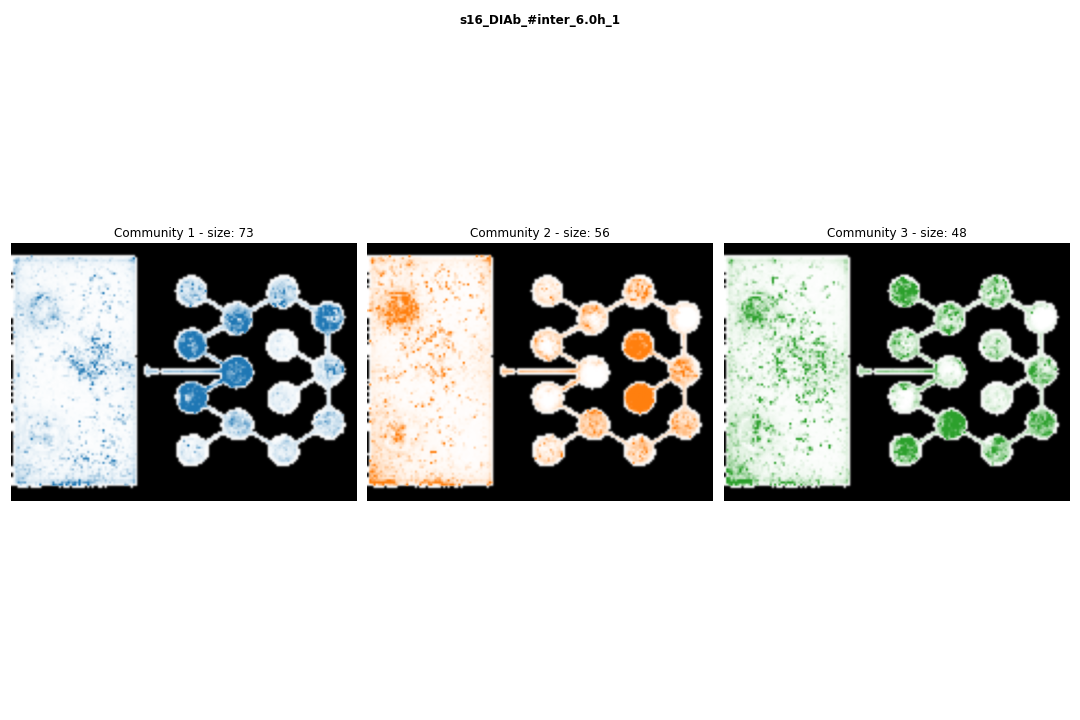 s16_DIAb_#inter_6.0h_1
Community 1 - size: 73
Community 2 - size: 56
Community 3 - size: 48